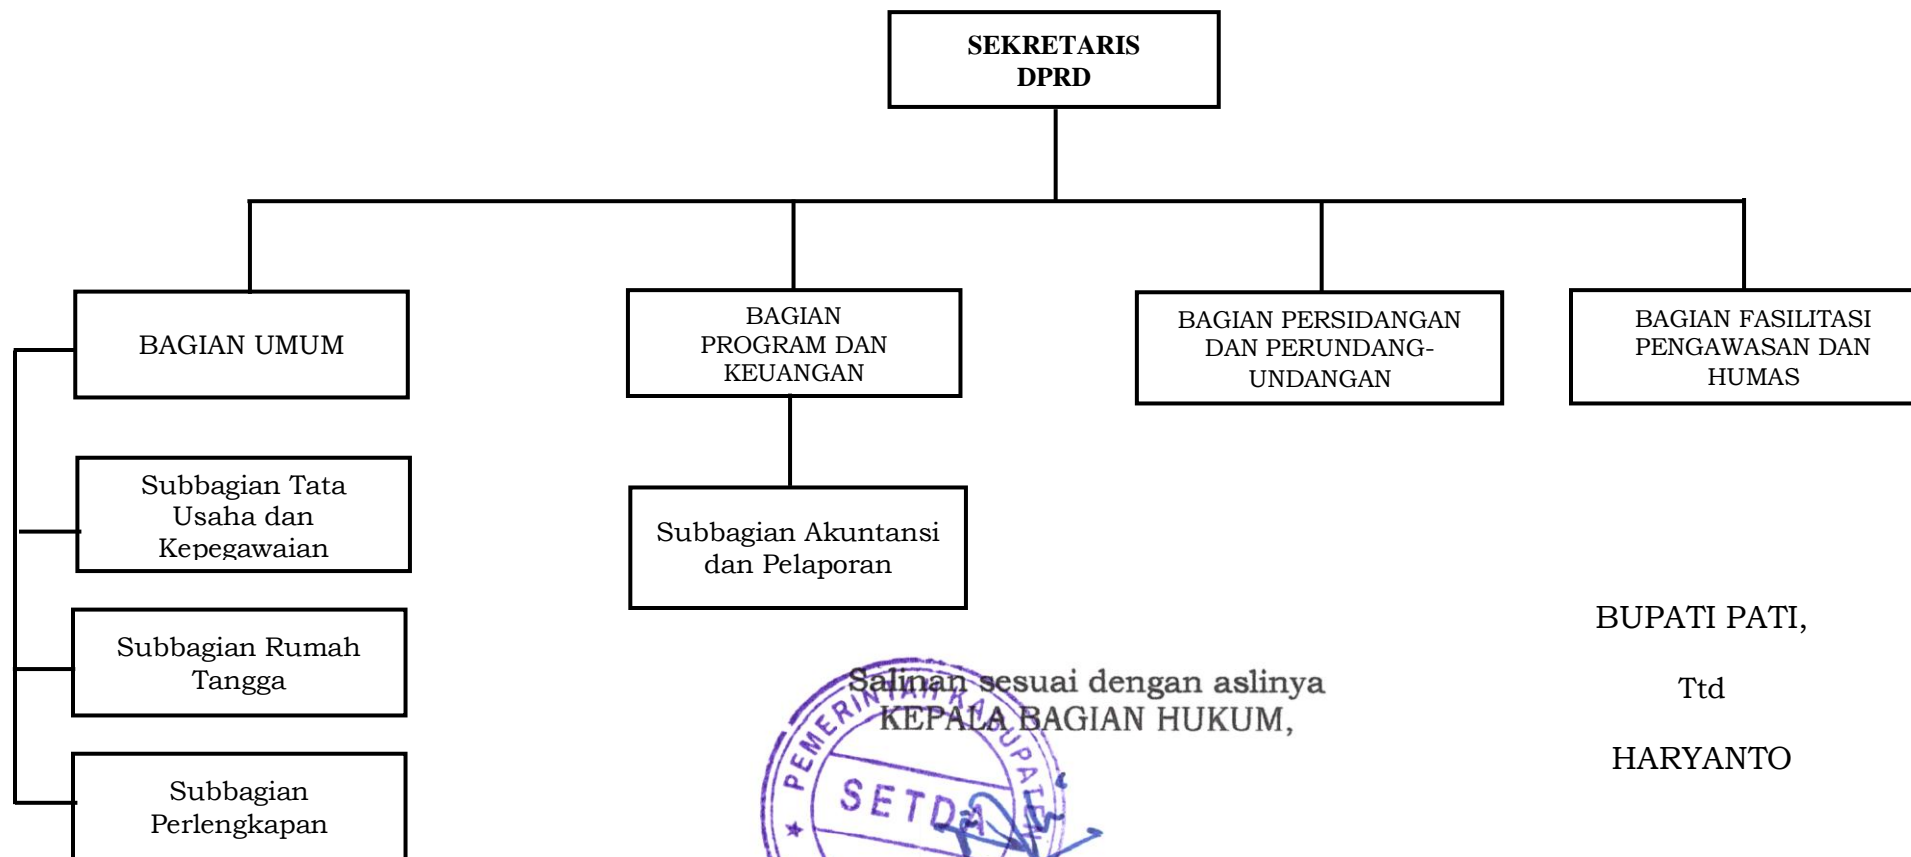 SEKRETARIS
DPRD
BAGIAN UMUM
BAGIAN
PROGRAM DAN
KEUANGAN
BAGIAN PERSIDANGAN
DAN PERUNDANG-
UNDANGAN
BAGIAN FASILITASI
PENGAWASAN DAN
HUMAS
Subbagian Tata
Usaha dan
Kepegawaian
Subbagian Akuntansi
dan Pelaporan
Subbagian Rumah
Tangga
Subbagian
Perlengkapan
BUPATI PATI,
Ttd
HARYANTO
Salinan sesuai dengan aslinya
KEPALA BAGIAN HUKUM,
PEMERINTAH KABUPATEN
SETDA